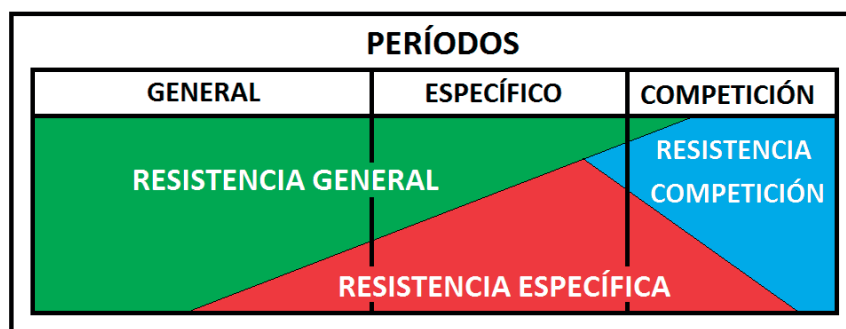 PERÍODOS
GENERAL
ESPECÍFICO
COMPETICIÓN
RESISTENCIA GENERAL
RESISTENCIA
COMPETICIÓN
RESISTENCIA ESPECÍFICA